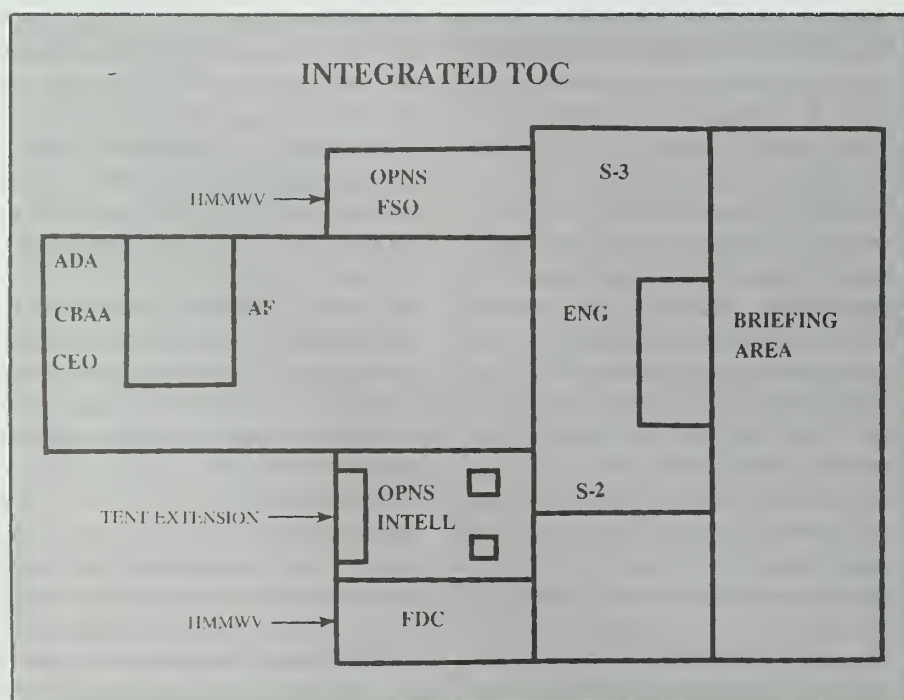 INTEGRATED TOC
OPNS
FSO
S-3
HMMWV
ADA
CBAA
AF
ENG
BRIEFING
AREA
CEO
OPNS
INTELL
S-2
TENT EXTENSION
HMMWV
FDC